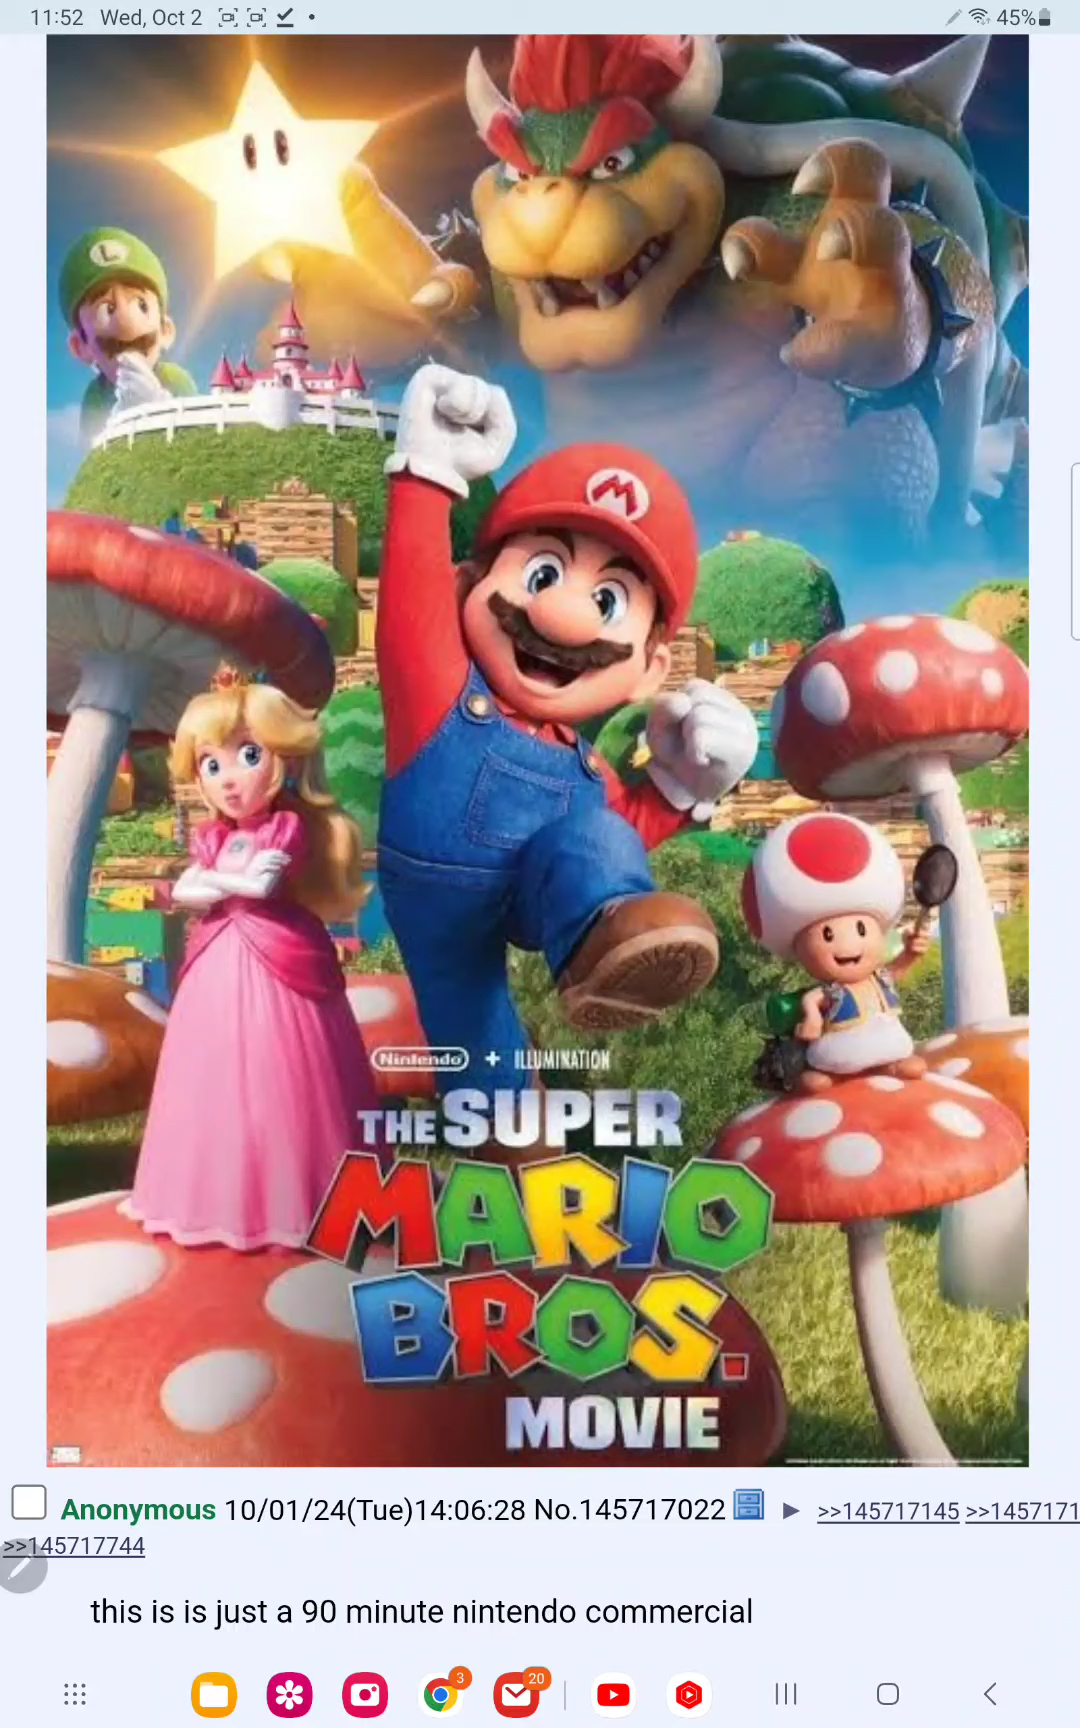 11:52 Wed, Oct 2
45%
L
M
Nintendo + ILLUMINATION
THE SUPER
MARIO
BROS.
MOVIE
Anonymous 10/01/24(Tue)14:06:28 No.145717022 ▶ >>145717145 >>1457171
>>145717744
this is is just a 90 minute nintendo commercial
3
20